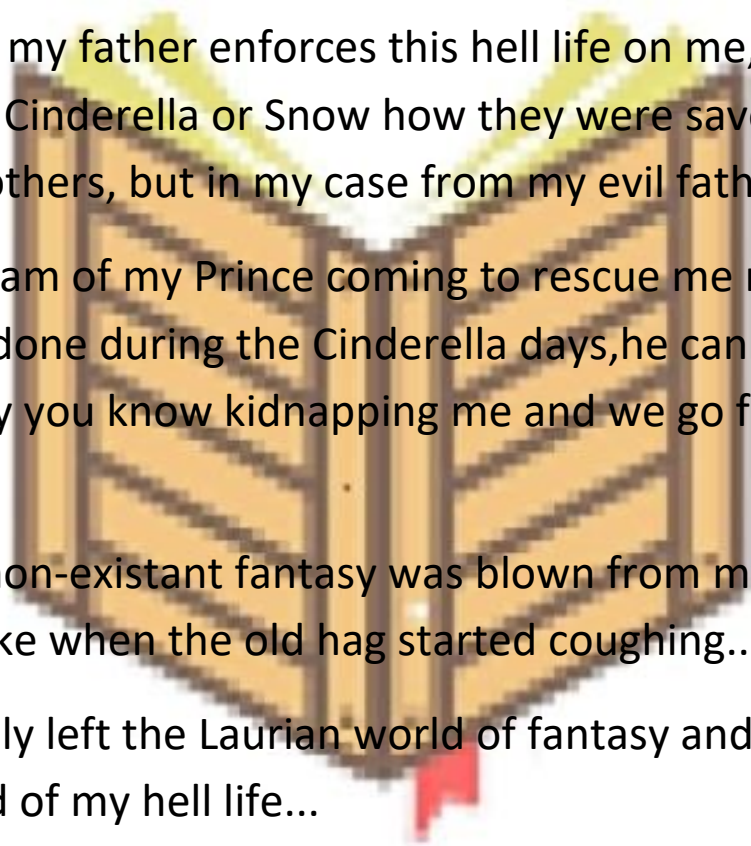 my father enforces this hell life on me,
Cinderella or Snow how they were sav
others, but in my case from my evil fath
am of my Prince coming to rescue me
done during the Cinderella days,he can
y you know kidnapping me and we go f
non-existant fantasy was blown from m
ke when the old hag started coughing..
ly left the Laurian world of fantasy and
d of my hell life...